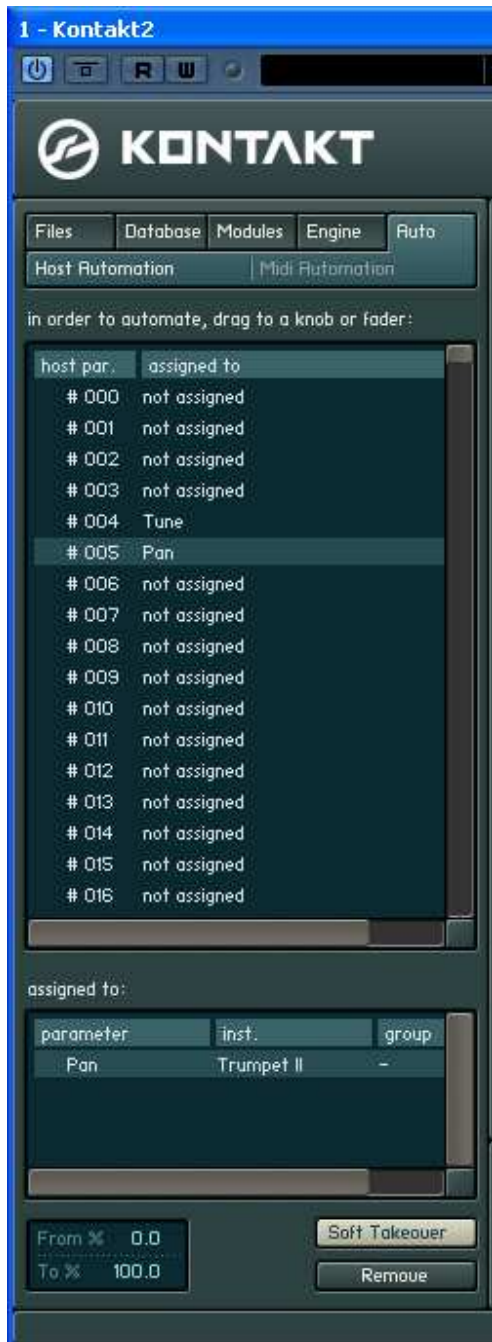 1 - Kontakt2
R W
KONTAKT
Files Database Modules Engine Auto
Host Automation | Midi Automation
in order to automate, drag to a knob or fader:
host par. assigned to
# 000 not assigned
# 001 not assigned
# 002 not assigned
# 003 not assigned
# 004 Tune
# 005 Pan
# 006 not assigned
# 007 not assigned
# 008 not assigned
# 009 not assigned
# 010 not assigned
# 011 not assigned
# 012 not assigned
# 013 not assigned
# 014 not assigned
# 015 not assigned
# 016 not assigned
assigned to:
parameter inst. group
Pan Trumpet II -
From % 0.0
Soft Takeover
To % 100.0
Remove